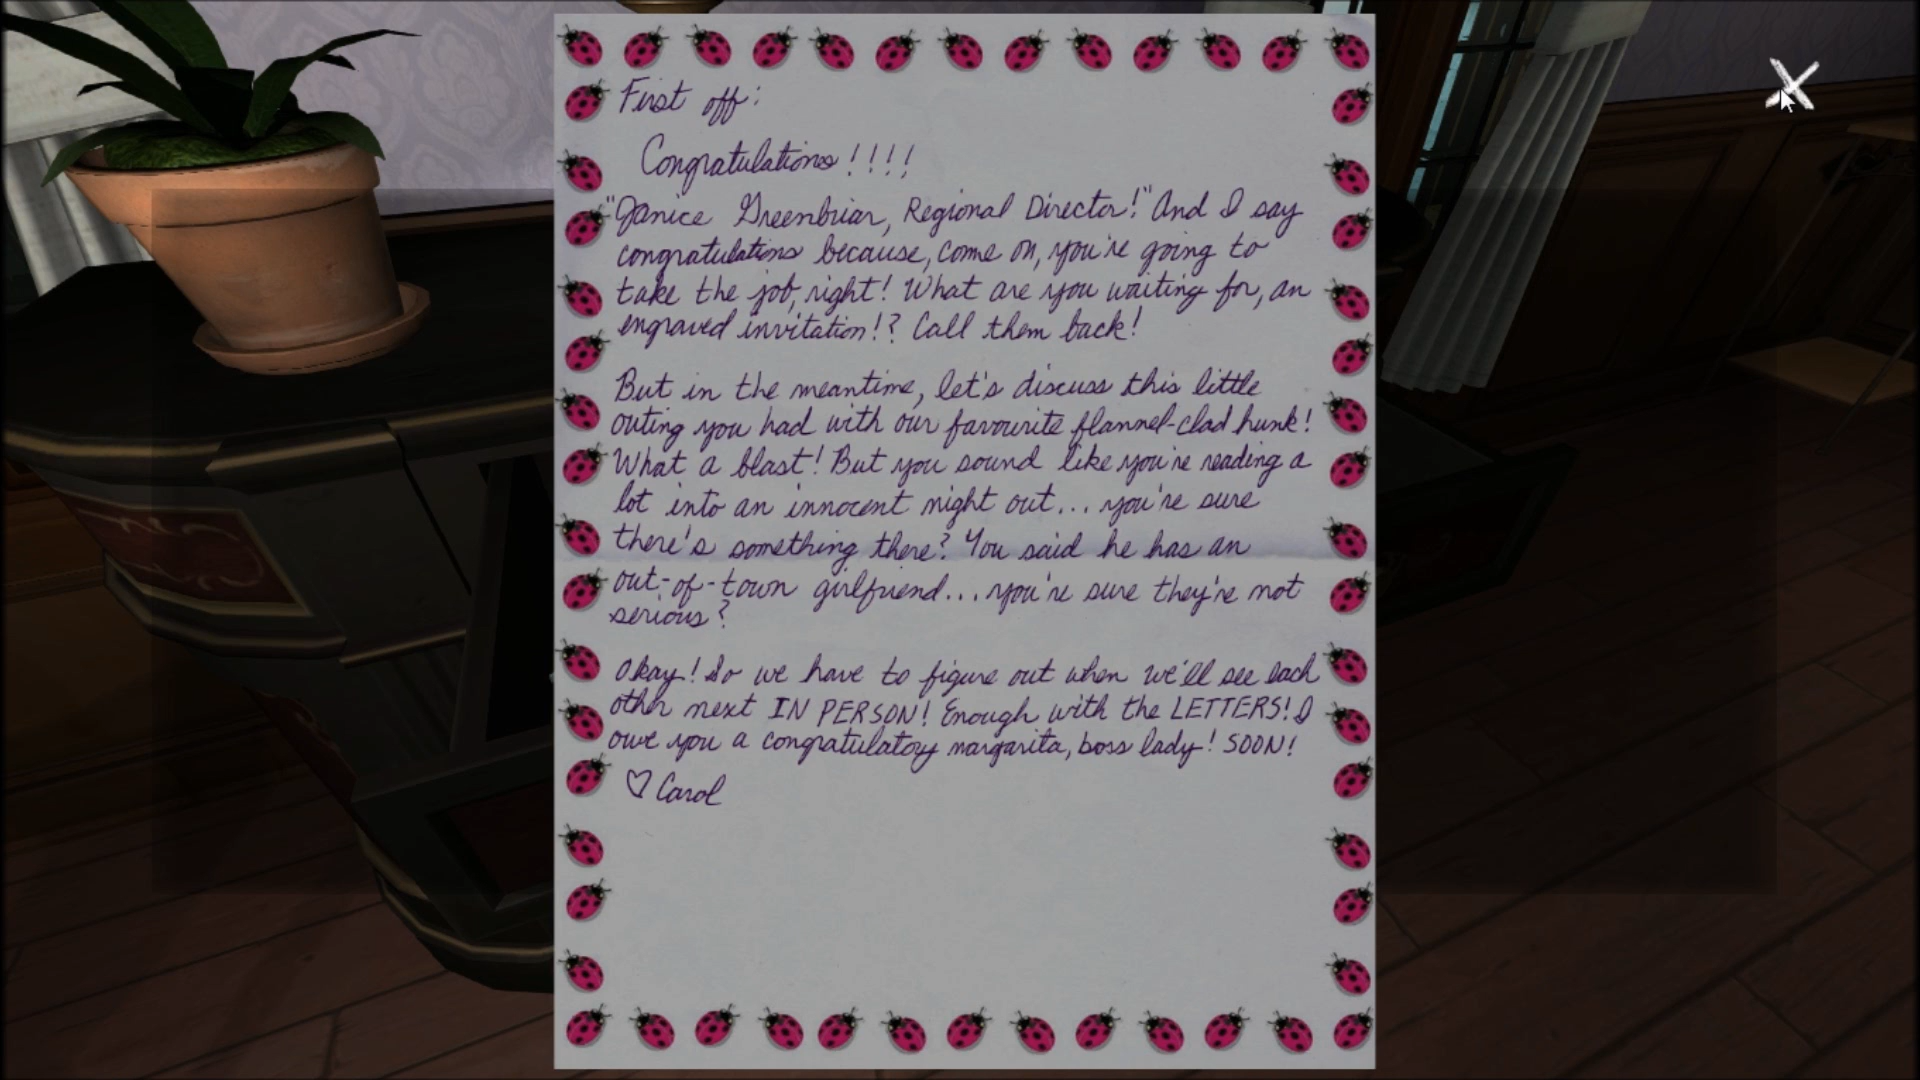 First off:
Congratulations!!!!
"Janice Greenbriar, Regional Director!" And I say
congratulations because, come on, you're going to
take the job, right! What are you waiting for, an
engraved invitation!? Call them back!
But in the meantime, let's discuss this little
outing you had with our favourite flannel-clad hunk!
What a blast! But you sound like you're reading a
lot into an innocent night out... you're sure
there's something there? You said he has an
out-of-town girlfriend... you're sure they're not
serious?
Okay! So we have to figure out when we'll see each
other next IN PERSON! Enough with the LETTERS! I
owe you a congratulatory margarita, boss lady! SOON!
♡ Carol